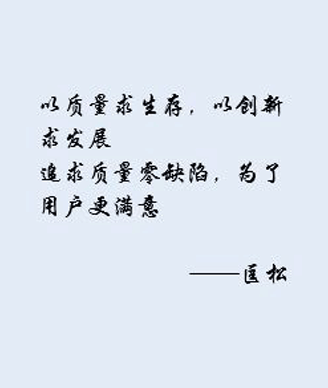 以质量求生存，以创新
求发展
追求质量零缺陷，为了
用户更满意
——匡松